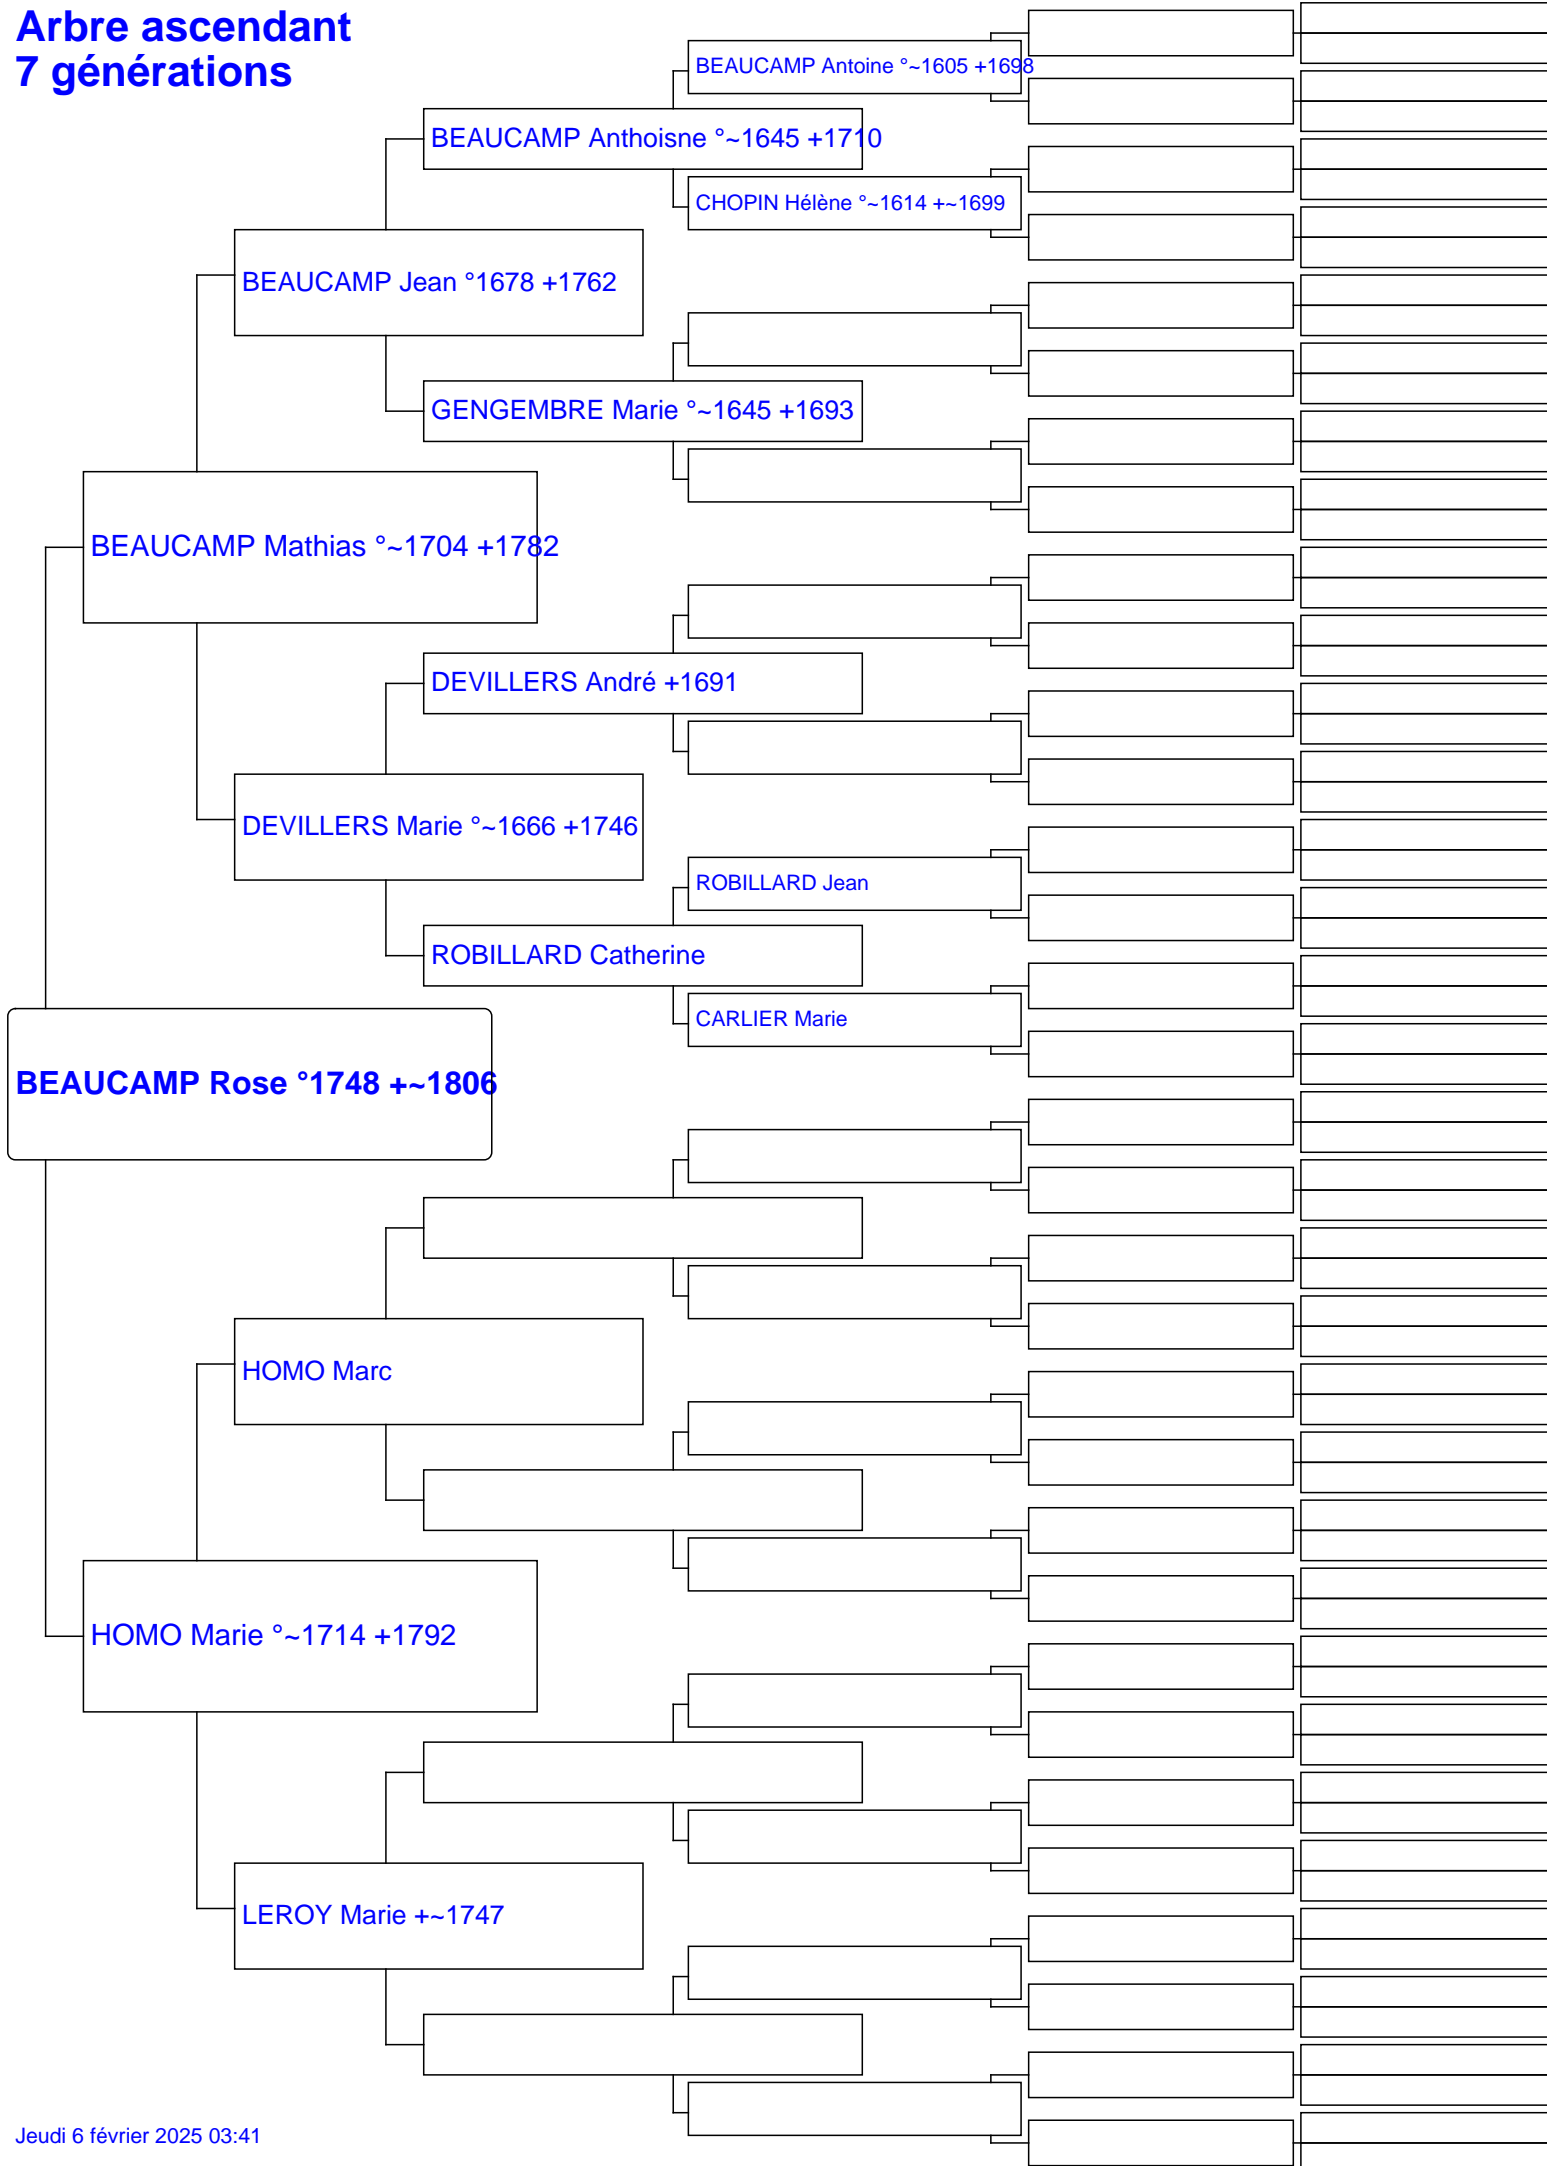 Arbre ascendant
7 générations
BEAUCAMP Antoine °~1605 +1698
BEAUCAMP Anthoisne °~1645 +1710
CHOPIN Hélène °~1614 +~1699
BEAUCAMP Jean °1678 +1762
GENGEMBRE Marie °~1645 +1693
BEAUCAMP Mathias °~1704 +1782
DEVILLERS André +1691
DEVILLERS Marie °~1666 +1746
ROBILLARD Jean
ROBILLARD Catherine
CARLIER Marie
BEAUCAMP Rose °1748 +~1806
HOMO Marc
HOMO Marie °~1714 +1792
LEROY Marie +~1747
Jeudi 6 février 2025 03:41